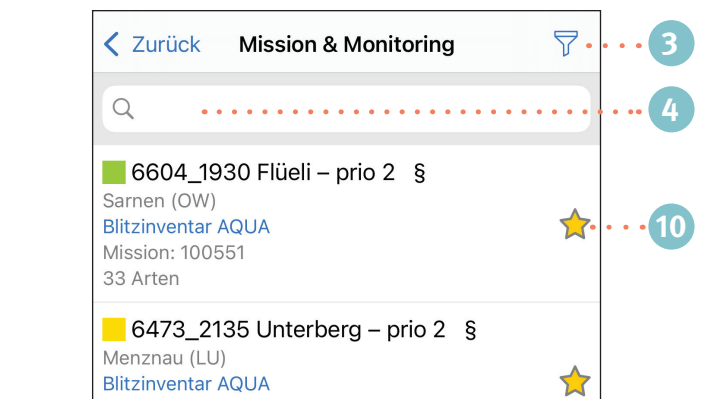 Zurück Mission & Monitoring 3
4
6604_1930 Flüeli – prio 2 §
Sarnen (OW)
Blitzinventar AQUA 10
Mission: 100551
33 Arten
6473_2135 Unterberg – prio 2 §
Menznau (LU)
Blitzinventar AQUA